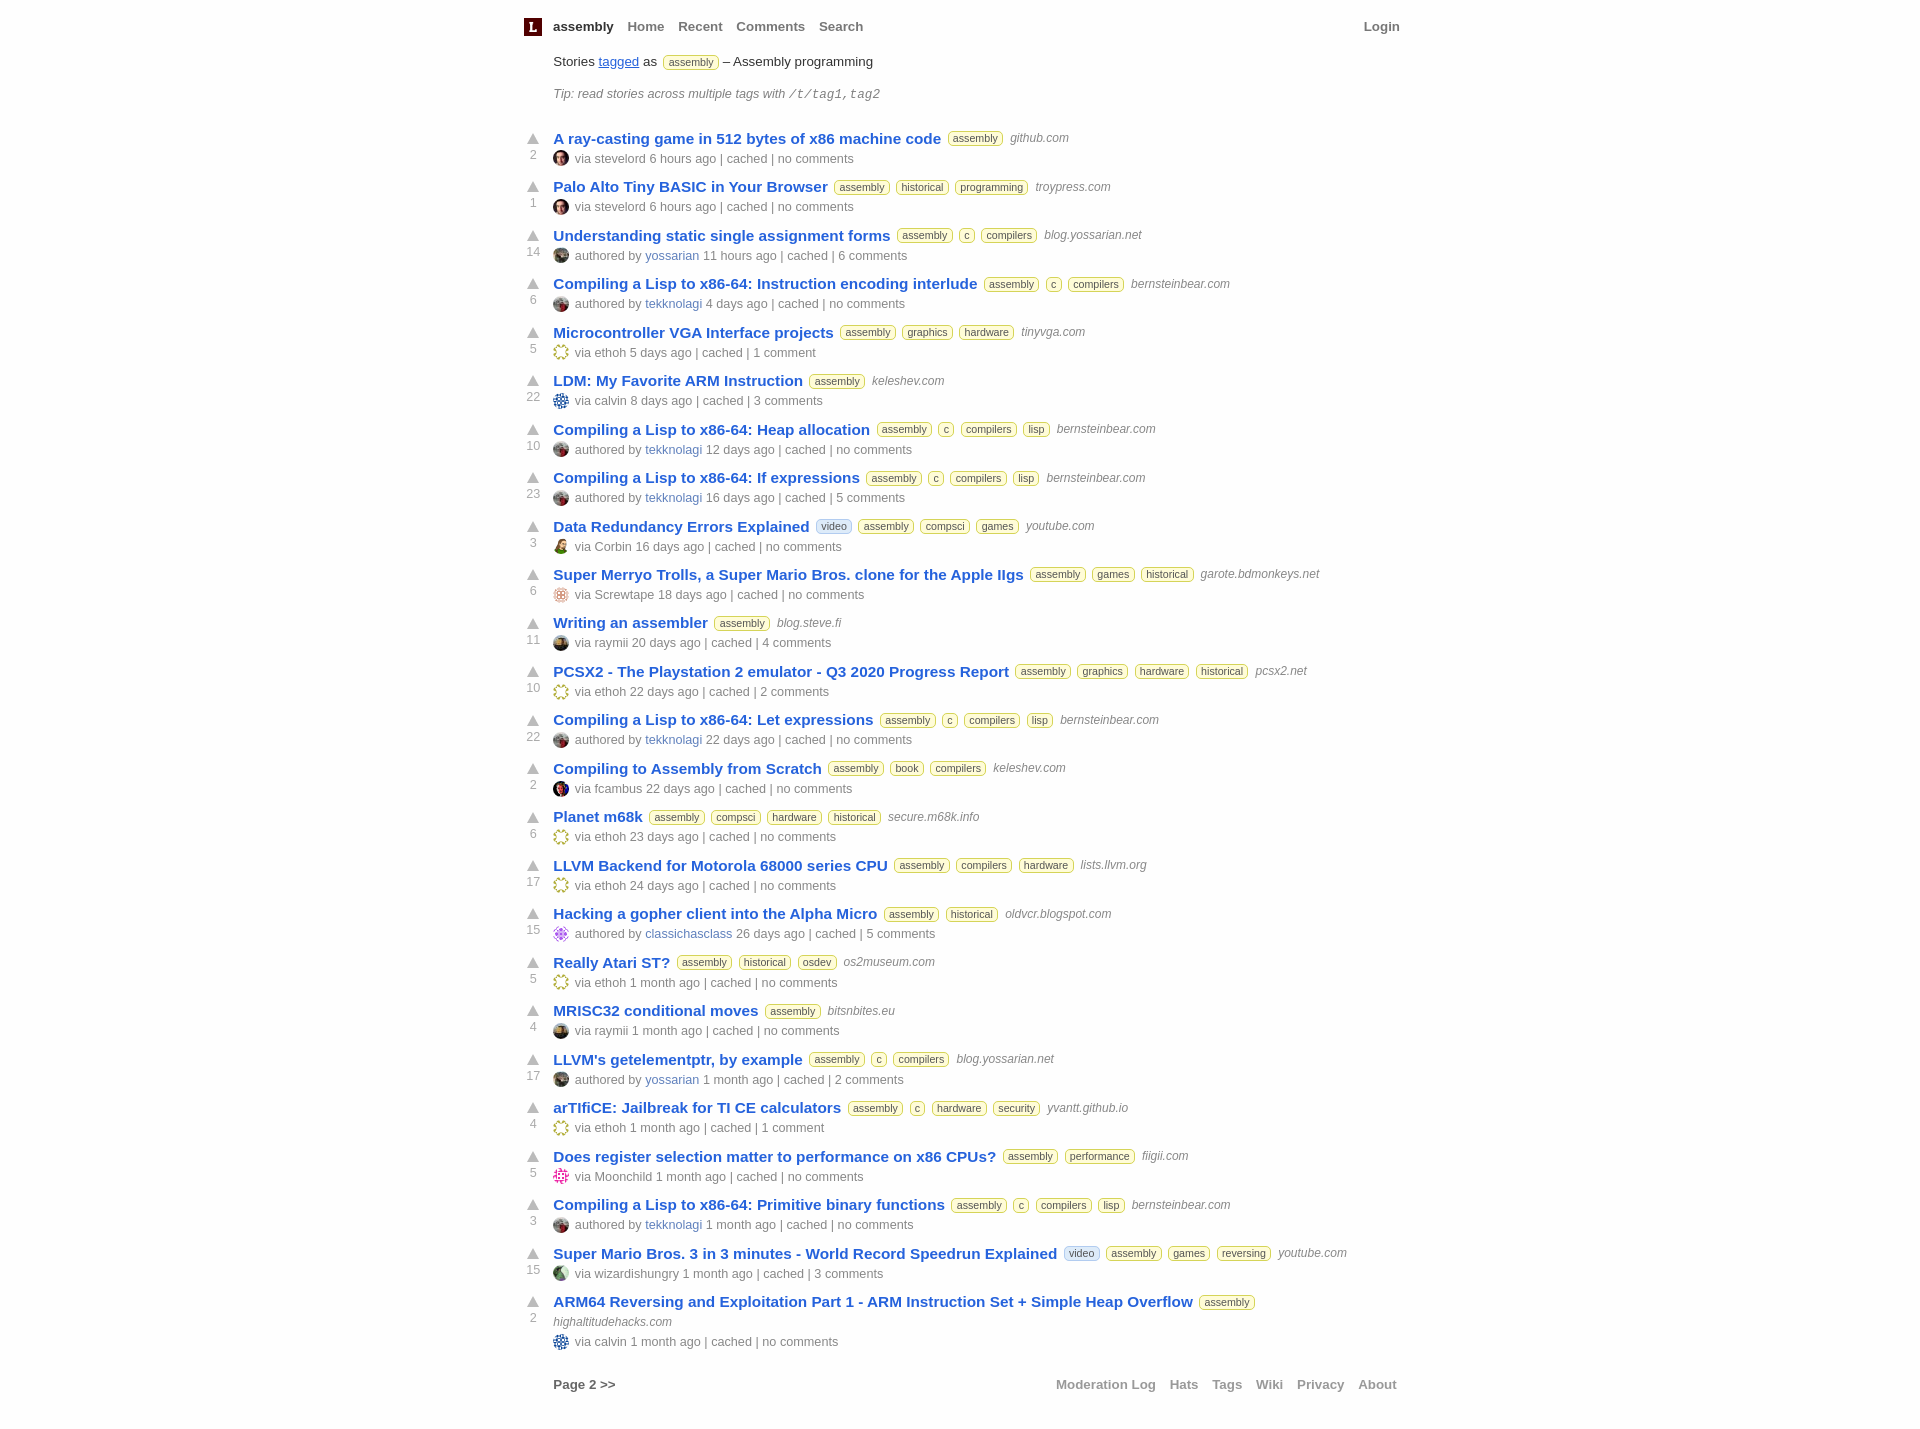 L assembly Home Recent Comments Search Login
Stories tagged as assembly – Assembly programming
Tip: read stories across multiple tags with /t/tag1,tag2
A ray-casting game in 512 bytes of x86 machine code assembly github.com
2 via stevelord 6 hours ago | cached | no comments
Palo Alto Tiny BASIC in Your Browser assembly historical programming troypress.com
1 via stevelord 6 hours ago | cached | no comments
Understanding static single assignment forms assembly c compilers blog.yossarian.net
14 authored by yossarian 11 hours ago | cached | 6 comments
Compiling a Lisp to x86-64: Instruction encoding interlude assembly c compilers bernsteinbear.com
6 authored by tekknolagi 4 days ago | cached | no comments
Microcontroller VGA Interface projects assembly graphics hardware tinyvga.com
5 via ethoh 5 days ago | cached | 1 comment
LDM: My Favorite ARM Instruction assembly keleshev.com
22 via calvin 8 days ago | cached | 3 comments
Compiling a Lisp to x86-64: Heap allocation assembly c compilers lisp bernsteinbear.com
10 authored by tekknolagi 12 days ago | cached | no comments
Compiling a Lisp to x86-64: If expressions assembly c compilers lisp bernsteinbear.com
23 authored by tekknolagi 16 days ago | cached | 5 comments
Data Redundancy Errors Explained video assembly compsci games youtube.com
3 via Corbin 16 days ago | cached | no comments
Super Merryo Trolls, a Super Mario Bros. clone for the Apple IIgs assembly games historical garote.bdmonkeys.net
6 via Screwtape 18 days ago | cached | no comments
Writing an assembler assembly blog.steve.fi
11 via raymii 20 days ago | cached | 4 comments
PCSX2 - The Playstation 2 emulator - Q3 2020 Progress Report assembly graphics hardware historical pcsx2.net
10 via ethoh 22 days ago | cached | 2 comments
Compiling a Lisp to x86-64: Let expressions assembly c compilers lisp bernsteinbear.com
22 authored by tekknolagi 22 days ago | cached | no comments
Compiling to Assembly from Scratch assembly book compilers keleshev.com
2 via fcambus 22 days ago | cached | no comments
Planet m68k assembly compsci hardware historical secure.m68k.info
6 via ethoh 23 days ago | cached | no comments
LLVM Backend for Motorola 68000 series CPU assembly compilers hardware lists.llvm.org
17 via ethoh 24 days ago | cached | no comments
Hacking a gopher client into the Alpha Micro assembly historical oldvcr.blogspot.com
15 authored by classichasclass 26 days ago | cached | 5 comments
Really Atari ST? assembly historical osdev os2museum.com
5 via ethoh 1 month ago | cached | no comments
MRISC32 conditional moves assembly bitsnbites.eu
4 via raymii 1 month ago | cached | no comments
LLVM's getelementptr, by example assembly c compilers blog.yossarian.net
17 authored by yossarian 1 month ago | cached | 2 comments
arTIfiCE: Jailbreak for TI CE calculators assembly c hardware security yvantt.github.io
4 via ethoh 1 month ago | cached | 1 comment
Does register selection matter to performance on x86 CPUs? assembly performance fiigii.com
5 via Moonchild 1 month ago | cached | no comments
Compiling a Lisp to x86-64: Primitive binary functions assembly c compilers lisp bernsteinbear.com
3 authored by tekknolagi 1 month ago | cached | no comments
Super Mario Bros. 3 in 3 minutes - World Record Speedrun Explained video assembly games reversing youtube.com
15 via wizardishungry 1 month ago | cached | 3 comments
ARM64 Reversing and Exploitation Part 1 - ARM Instruction Set + Simple Heap Overflow assembly
2 highaltitudehacks.com
via calvin 1 month ago | cached | no comments
Page 2 >> Moderation Log Hats Tags Wiki Privacy About